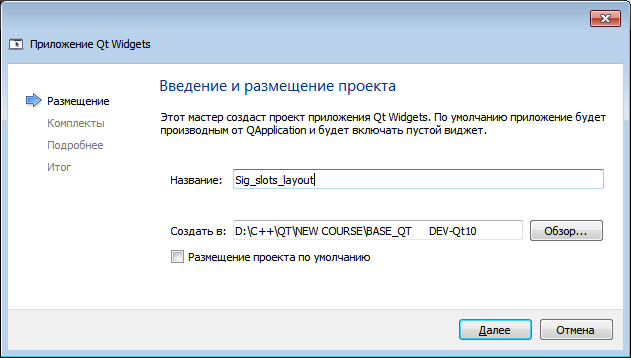 Приложение Qt Widgets
Размещение
Комплекты
Подробнее
Итог
Введение и размещение проекта
Этот мастер создаст проект приложения Qt Widgets. По умолчанию приложение будет
производным от QApplication и будет включать пустой виджет.
Название: Sig_slots_layout
Создать в: D:\C++\QT\NEW COURSE\BASE_QT DEV-Qt10 Обзор...
Размещение проекта по умолчанию
Далее Отмена